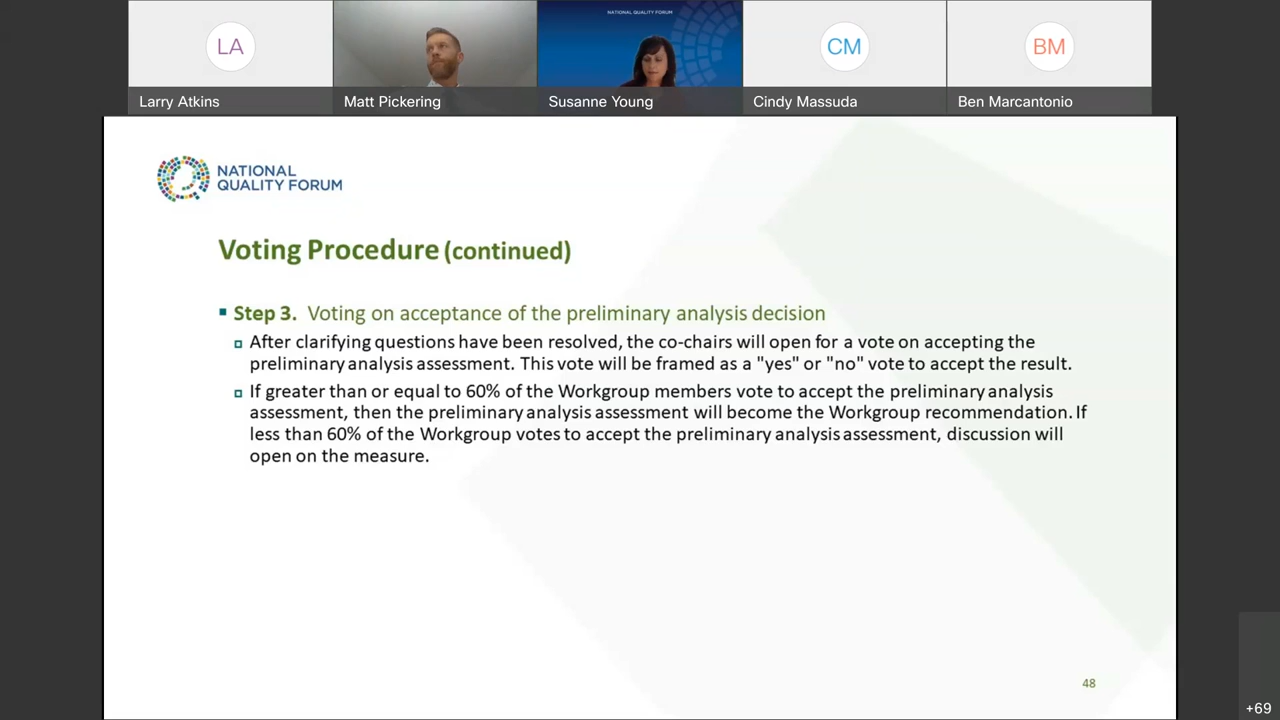 LA
NATIONAL QUALITY FORUM
CM
BM
Larry Atkins
Matt Pickering
Susanne Young
Cindy Massuda
Ben Marcantonio
NATIONAL
QUALITY FORUM
Voting Procedure (continued)
Step 3. Voting on acceptance of the preliminary analysis decision
After clarifying questions have been resolved, the co-chairs will open for a vote on accepting the
preliminary analysis assessment. This vote will be framed as a "yes" or "no" vote to accept the result.
If greater than or equal to 60% of the Workgroup members vote to accept the preliminary analysis
assessment, then the preliminary analysis assessment will become the Workgroup recommendation. If
less than 60% of the Workgroup votes to accept the preliminary analysis assessment, discussion will
open on the measure.
48
+69